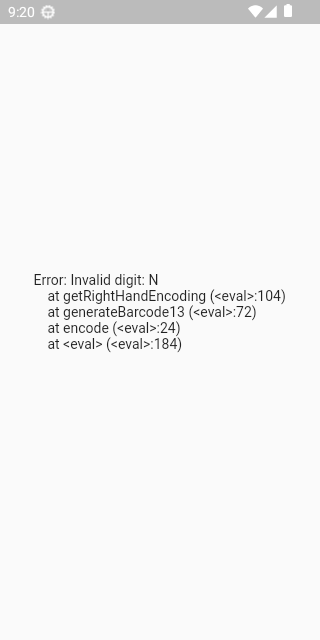 9:20
Error: Invalid digit: N
at getRightHandEncoding (<eval>:104)
at generateBarcode13 (<eval>:72)
at encode (<eval>:24)
at <eval> (<eval>:184)